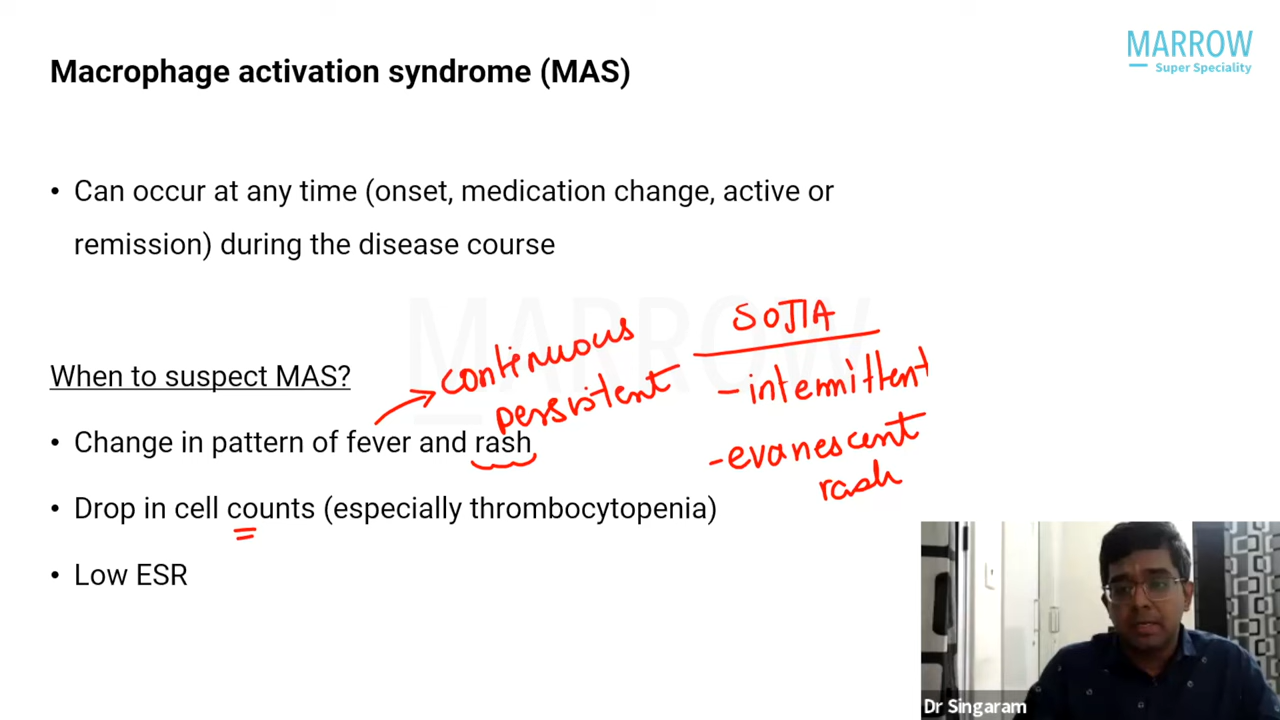 MARROW
Super Speciality
Macrophage activation syndrome (MAS)
• Can occur at any time (onset, medication change, active or
remission) during the disease course
MARROW
SOJIA
continuous
persistent
- intermittent
- evanescent
rash
When to suspect MAS?
• Change in pattern of fever and rash
• Drop in cell counts (especially thrombocytopenia)
• Low ESR
Dr Singaram